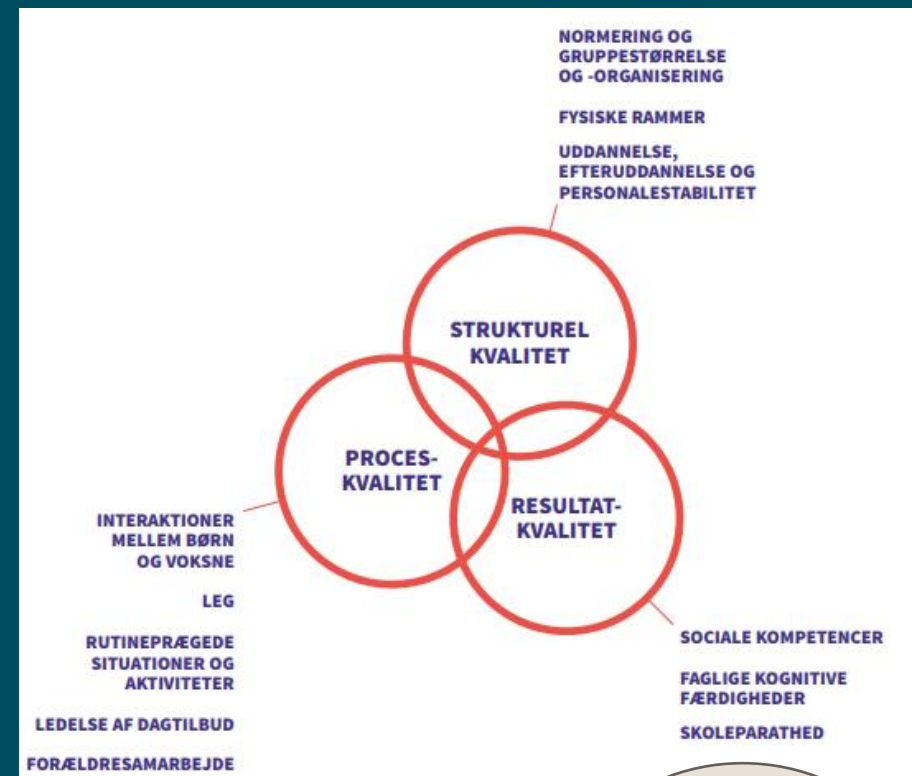 NORMERING OG
GRUPPESTØRRELSE
OG -ORGANISERING
FYSISKE RAMMER
UDDANNELSE,
EFTERUDDANNELSE OG
PERSONALESTABILITET
STRUKTUREL
KVALITET
PROCES-
KVALITET
RESULTAT-
KVALITET
INTERAKTIONER
MELLEM BØRN
OG VOKSNE
LEG
RUTINEPRÆGEDE
SITUATIONER OG
AKTIVITETER
LEDELSE AF DAGTILBUD
FORÆLDRESAMARBEJDE
SOCIALE KOMPETENCER
FAGLIGE KOGNITIVE
FÆRDIGHEDER
SKOLEPARATHED